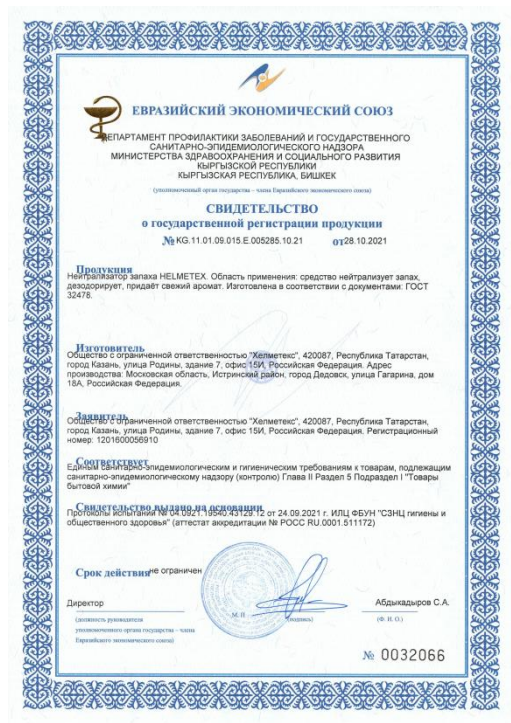 ЕВРАЗИЙСКИЙ ЭКОНОМИЧЕСКИЙ СОЮЗ
ДЕПАРТАМЕНТ ПРОФИЛАКТИКИ ЗАБОЛЕВАНИЙ И ГОСУДАРСТВЕННОГО
САНИТАРНО-ЭПИДЕМИОЛОГИЧЕСКОГО НАДЗОРА
МИНИСТЕРСТВА ЗДРАВООХРАНЕНИЯ И СОЦИАЛЬНОГО РАЗВИТИЯ
КЫРГЫЗСКОЙ РЕСПУБЛИКИ
КЫРГЫЗСКАЯ РЕСПУБЛИКА, БИШКЕК
(уполномоченный орган государства – члена Евразийского экономического союза)
СВИДЕТЕЛЬСТВО
о государственной регистрации продукции
№ KG.11.01.09.015.E.005285.10.21 от 28.10.2021
Продукция
Нейтрализатор запаха HELMETEX. Область применения: средство нейтрализует запах,
дезодорирует, придаёт свежий аромат. Изготовлена в соответствии с документами: ГОСТ
32478.
Изготовитель
Общество с ограниченной ответственностью "Хелметекс", 420087, Республика Татарстан,
город Казань, улица Родины, здание 7, офис 15И, Российская Федерация. Адрес
производства: Московская область, Истринский район, город Дедовск, улица Гагарина, дом
18А, Российская Федерация.
Заявитель
Общество с ограниченной ответственностью "Хелметекс", 420087, Республика Татарстан,
город Казань, улица Родины, здание 7, офис 15И, Российская Федерация. Регистрационный
номер: 1201600056910
Соответствует
Единым санитарно-эпидемиологическим и гигиеническим требованиям к товарам, подлежащим
санитарно-эпидемиологическому надзору (контролю) Глава II Раздел 5 Подраздел I "Товары
бытовой химии"
Свидетельство выдано на основании
Протоколы испытаний № 04.0921.19540.43129.12 от 24.09.2021 г. ИЛЦ ФБУН "СЗНЦ гигиены и
общественного здоровья" (аттестат аккредитации № РОСС RU.0001.511172)
Срок действия не ограничен
Директор Абдыкадыров С.А.
(должность руководителя М. П (подпись) (Ф. И. О.)
уполномоченного органа государства – члена
Евразийского экономического союза)
№ 0032066